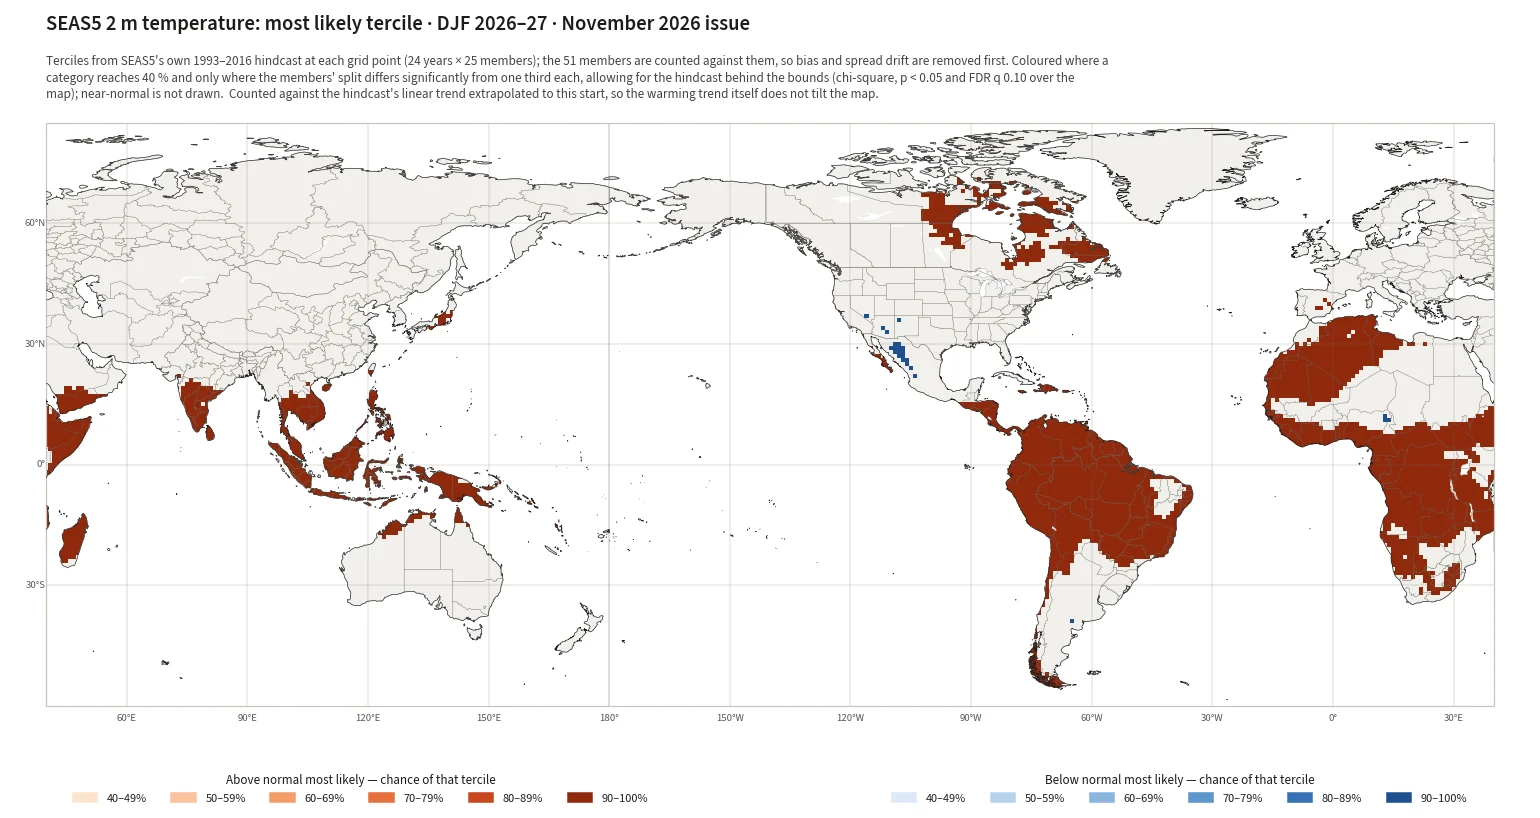 SEAS5 2 m temperature: most likely tercile · DJF 2026–27 · November 2026 issue
Terciles from SEAS5's own 1993–2016 hindcast at each grid point (24 years × 25 members); the 51 members are counted against them, so bias and spread drift are removed first. Coloured where a
category reaches 40 % and only where the members' split differs significantly from one third each, allowing for the hindcast behind the bounds (chi-square, p < 0.05 and FDR q 0.10 over the
map); near-normal is not drawn.  Counted against the hindcast's linear trend extrapolated to this start, so the warming trend itself does not tilt the map.
60°N
30°N
0°
30°S
60°E 90°E 120°E 150°E 180° 150°W 120°W 90°W 60°W 30°W 0° 30°E
Above normal most likely — chance of that tercile
40–49% 50–59% 60–69% 70–79% 80–89% 90–100%
Below normal most likely — chance of that tercile
40–49% 50–59% 60–69% 70–79% 80–89% 90–100%